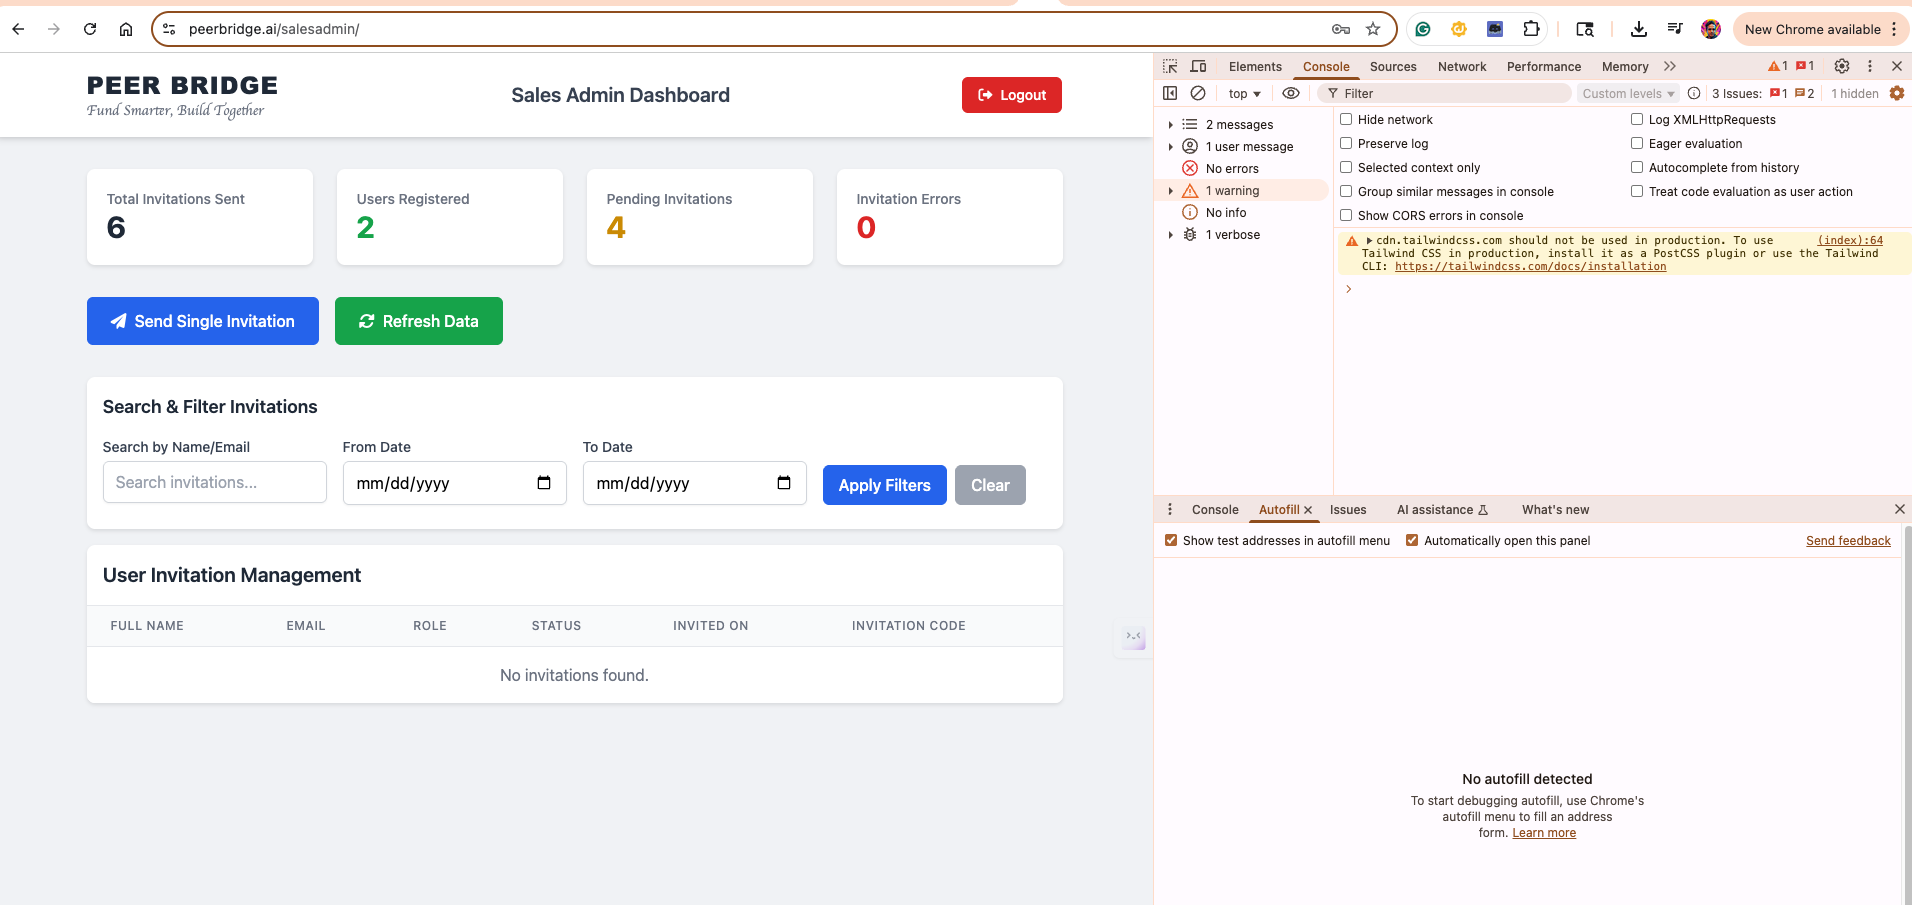 peerbridge.ai/salesadmin/
New Chrome available
PEER BRIDGE
Fund Smarter, Build Together
Sales Admin Dashboard
Logout
Total Invitations Sent
6
Users Registered
2
Pending Invitations
4
Invitation Errors
0
Send Single Invitation
Refresh Data
Search & Filter Invitations
Search by Name/Email
From Date
To Date
Search invitations...
mm/dd/yyyy
mm/dd/yyyy
Apply Filters
Clear
User Invitation Management
FULL NAME
EMAIL
ROLE
STATUS
INVITED ON
INVITATION CODE
No invitations found.
Elements
Console
Sources
Network
Performance
Memory
1
1
top
Filter
Custom levels
3 Issues:
1
2
1 hidden
2 messages
1 user message
No errors
1 warning
No info
1 verbose
Hide network
Log XMLHttpRequests
Preserve log
Eager evaluation
Selected context only
Autocomplete from history
Group similar messages in console
Treat code evaluation as user action
Show CORS errors in console
cdn.tailwindcss.com should not be used in production. To use (index):64
Tailwind CSS in production, install it as a PostCSS plugin or use the Tailwind
CLI: https://tailwindcss.com/docs/installation
Console
Autofill
Issues
AI assistance
What's new
Show test addresses in autofill menu
Automatically open this panel
Send feedback
No autofill detected
To start debugging autofill, use Chrome's
autofill menu to fill an address
form. Learn more